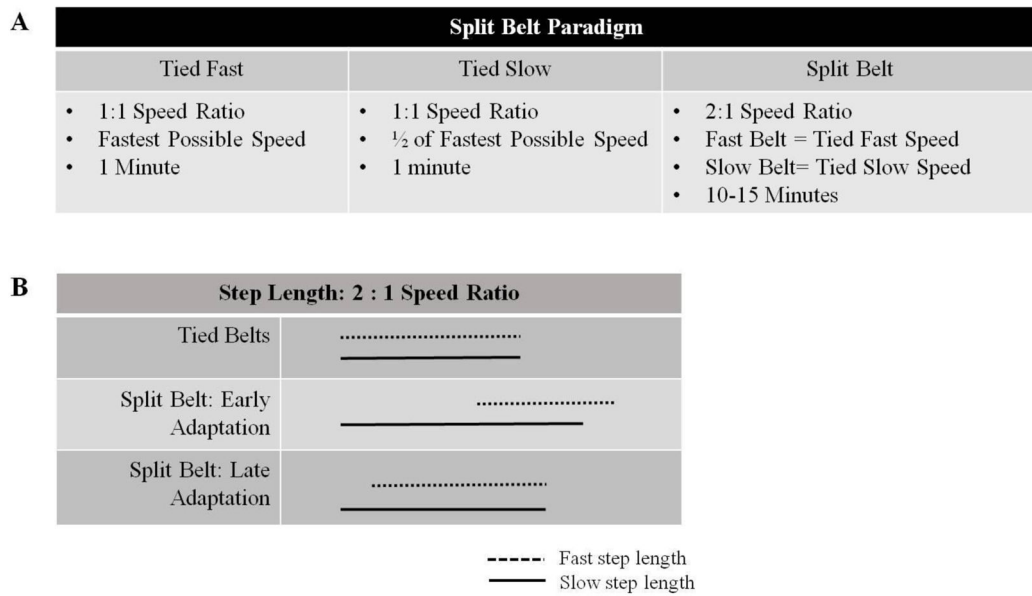 A
Split Belt Paradigm
Tied Fast
Tied Slow
Split Belt
• 1:1 Speed Ratio
• Fastest Possible Speed
• 1 Minute
• 1:1 Speed Ratio
• ½ of Fastest Possible Speed
• 1 minute
• 2:1 Speed Ratio
• Fast Belt = Tied Fast Speed
• Slow Belt= Tied Slow Speed
• 10-15 Minutes
B
Step Length: 2 : 1 Speed Ratio
Tied Belts
Split Belt: Early
Adaptation
Split Belt: Late
Adaptation
Fast step length
Slow step length